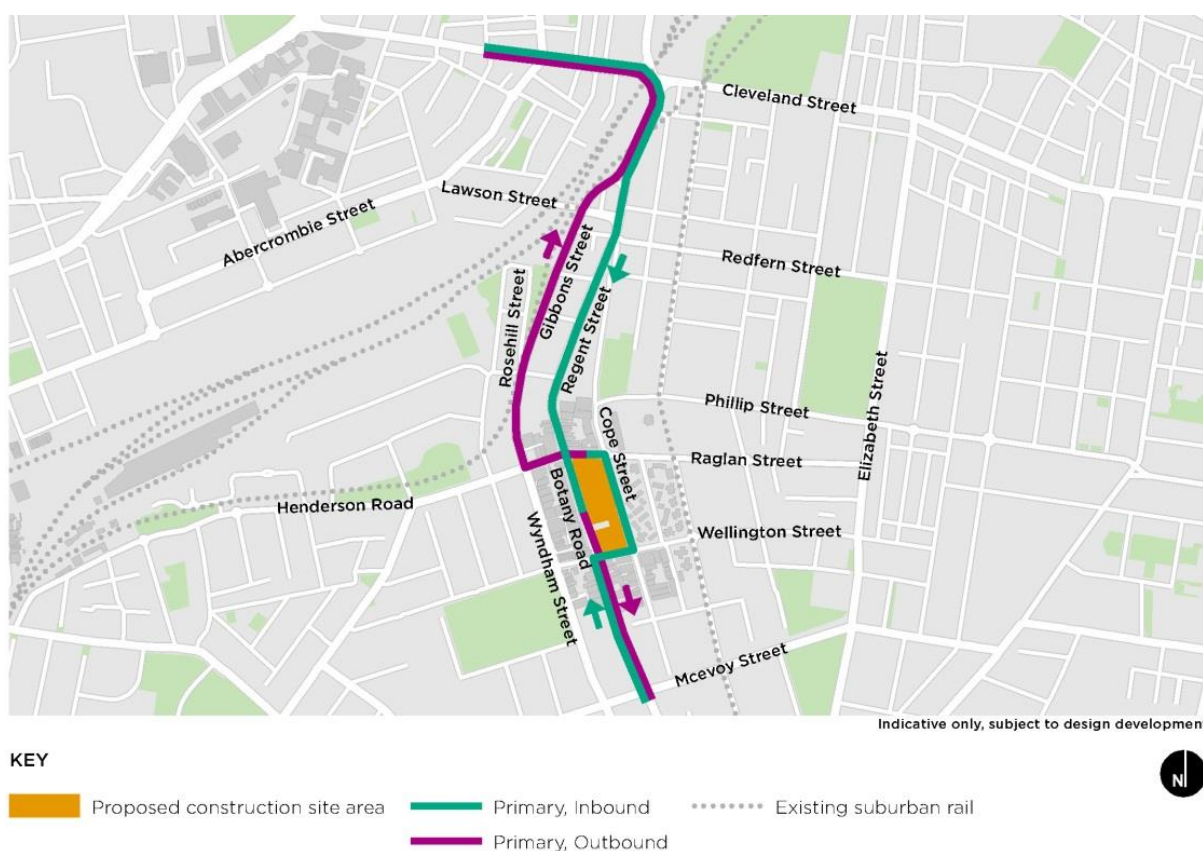 Cleveland Street
Lawson Street
Abercrombie Street
Redfern Street
Gibbons Street
Rosehill Street
Regent Street
Elizabeth Street
Phillip Street
Cope Street
Raglan Street
Botany Road
Henderson Road
Wellington Street
Wyndham Street
Mcevoy Street
Indicative only, subject to design development
KEY
N
Proposed construction site area
Primary, Inbound
Existing suburban rail
Primary, Outbound